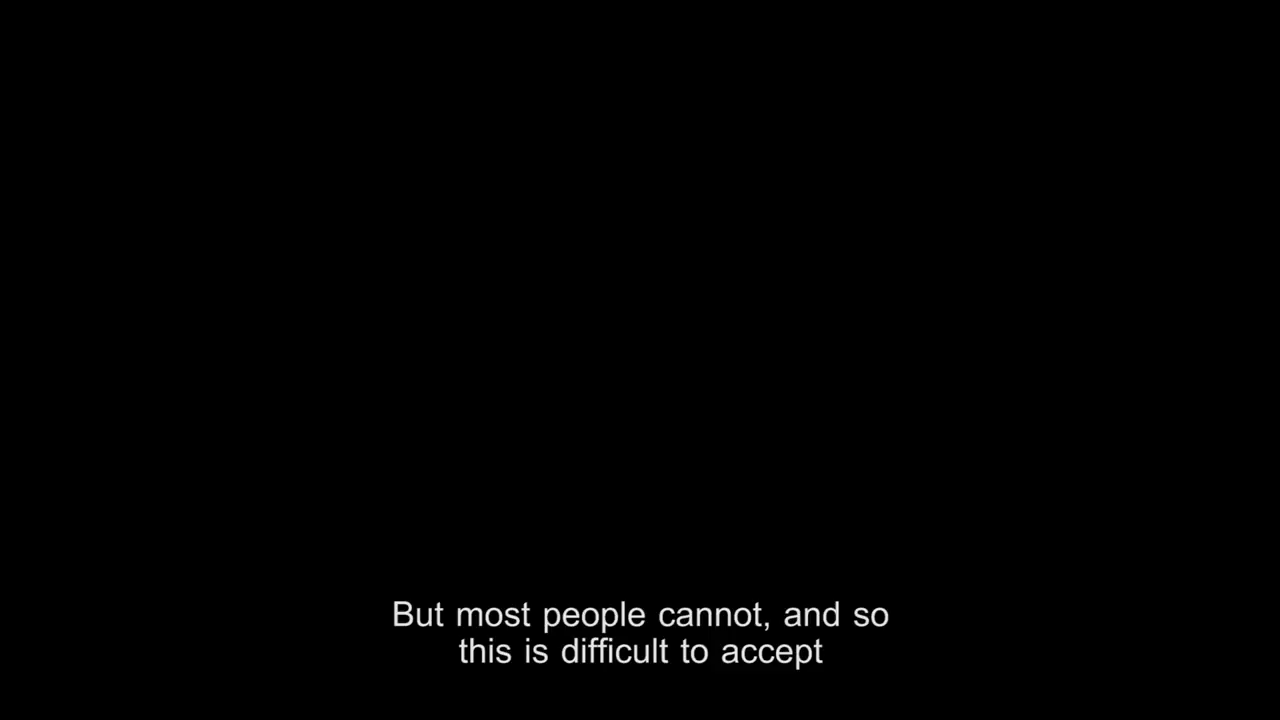 But most people cannot, and so
this is difficult to accept